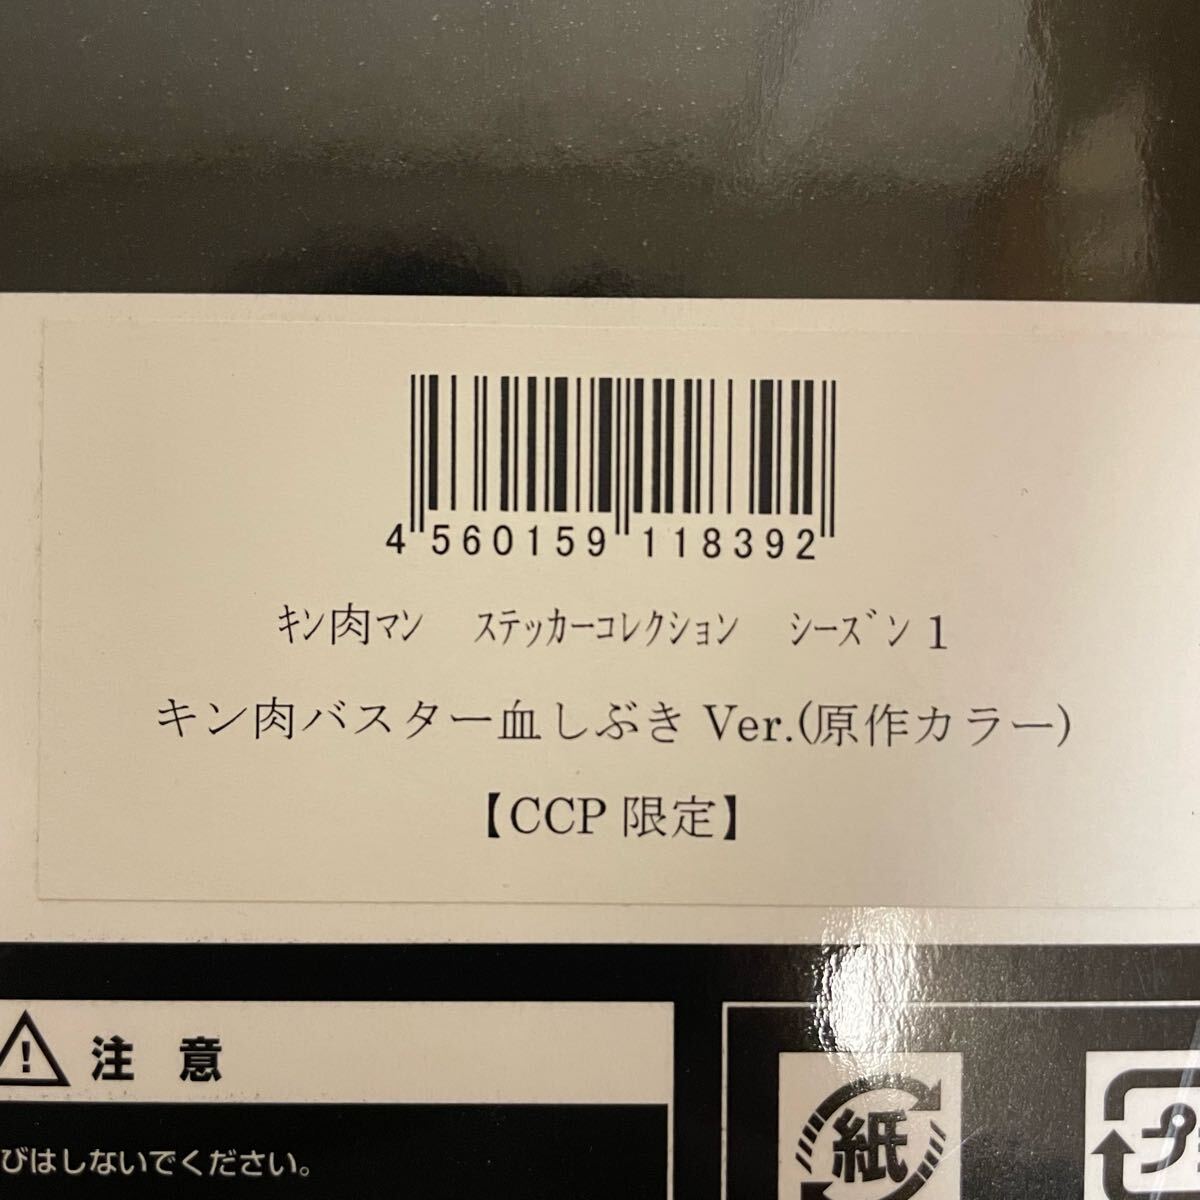 4 560159 118392
ｷﾝ肉ﾏﾝ　ｽﾃｯｶｰｺﾚｸｼｮﾝ　ｼｰｽﾞﾝ 1
キン肉バスター血しぶき Ver.(原作カラー)
【CCP 限定】
注 意
びはしないでください。
紙
プ